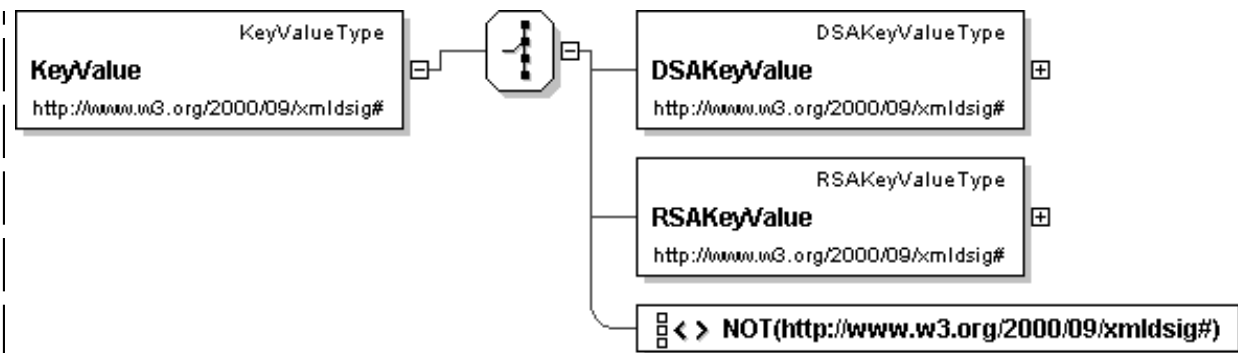 KeyValueType
KeyValue
http://www.w3.org/2000/09/xmldsig#
DSAKeyValueType
DSAKeyValue
http://www.w3.org/2000/09/xmldsig#
RSAKeyValueType
RSAKeyValue
http://www.w3.org/2000/09/xmldsig#
NOT(http://www.w3.org/2000/09/xmldsig#)